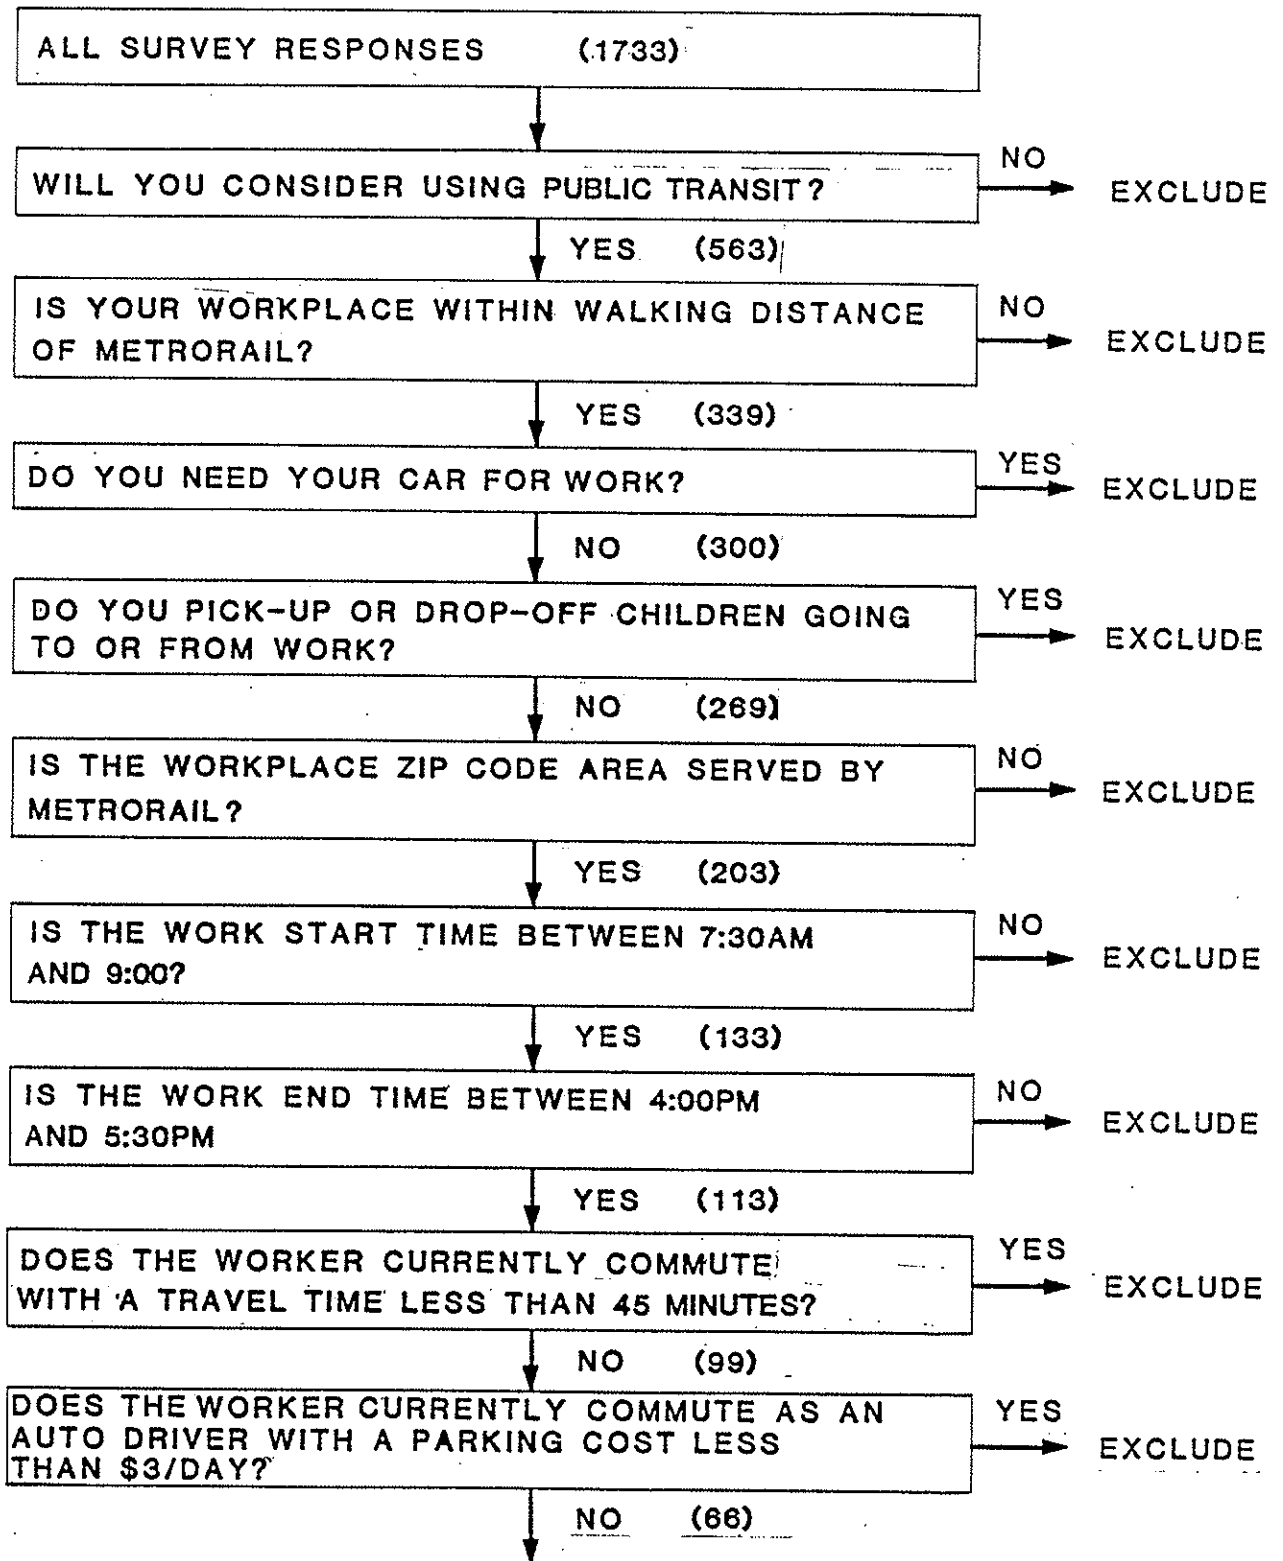 ALL SURVEY RESPONSES (1733)
WILL YOU CONSIDER USING PUBLIC TRANSIT?
NO
EXCLUDE
YES (563)
IS YOUR WORKPLACE WITHIN WALKING DISTANCE
OF METRORAIL?
NO
EXCLUDE
YES (339)
DO YOU NEED YOUR CAR FOR WORK?
YES
EXCLUDE
NO (300)
DO YOU PICK-UP OR DROP-OFF CHILDREN GOING
TO OR FROM WORK?
YES
EXCLUDE
NO (269)
IS THE WORKPLACE ZIP CODE AREA SERVED BY
METRORAIL?
NO
EXCLUDE
YES (203)
IS THE WORK START TIME BETWEEN 7:30AM
AND 9:00?
NO
EXCLUDE
YES (133)
IS THE WORK END TIME BETWEEN 4:00PM
AND 5:30PM
NO
EXCLUDE
YES (113)
DOES THE WORKER CURRENTLY COMMUTE
WITH A TRAVEL TIME LESS THAN 45 MINUTES?
YES
EXCLUDE
NO (99)
DOES THE WORKER CURRENTLY COMMUTE AS AN
AUTO DRIVER WITH A PARKING COST LESS
THAN $3/DAY?
YES
EXCLUDE
NO (66)